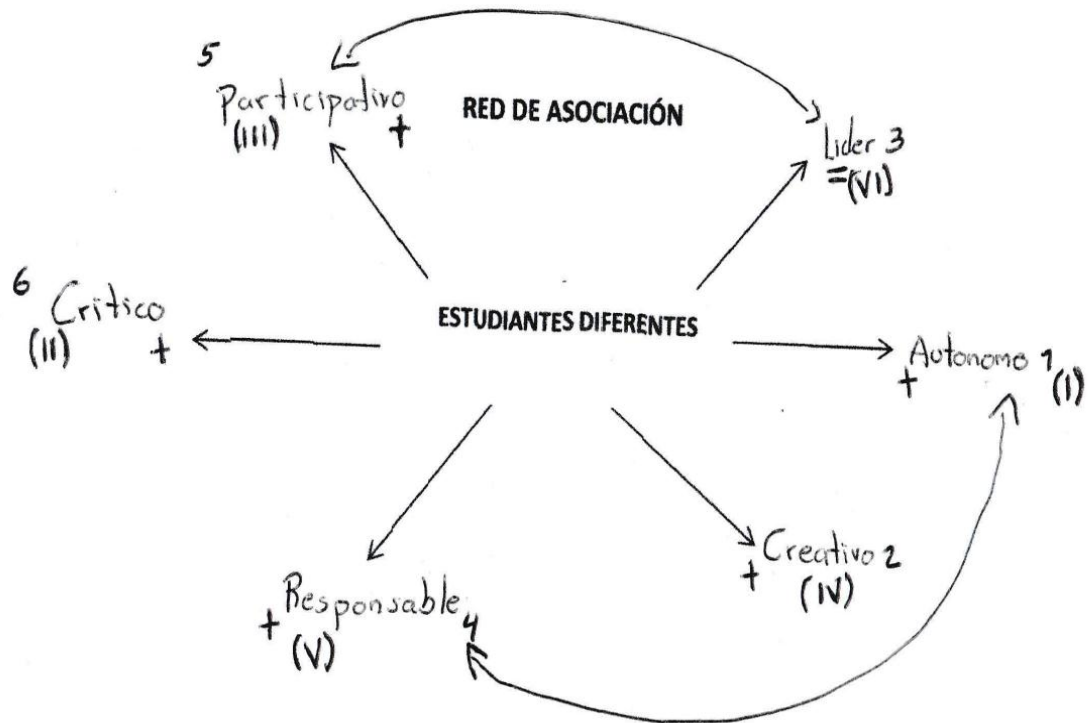 5
Participativo
(III) +
RED DE ASOCIACIÓN
Lider 3
=(VI)
6
Critico
(II) +
ESTUDIANTES DIFERENTES
Autonomo 1
+ (I)
Creativo 2
+ (IV)
Responsable 4
+ (V)